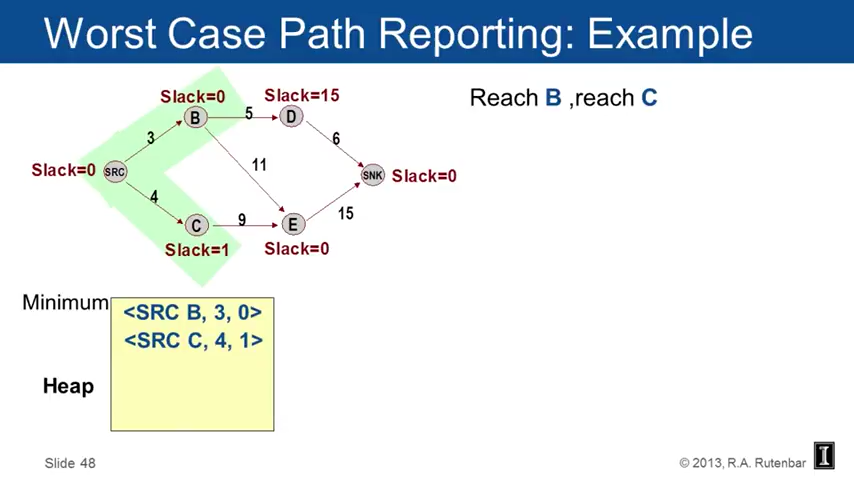 Worst Case Path Reporting: Example
Slack=0
Slack=15
Reach B ,reach C
B
5
D
3
6
11
Slack=0
SRC
SNK
Slack=0
4
9
15
C
E
Slack=1
Slack=0
Minimum
<SRC B, 3, 0>
<SRC C, 4, 1>
Heap
Slide 48
© 2013, R.A. Rutenbar
I